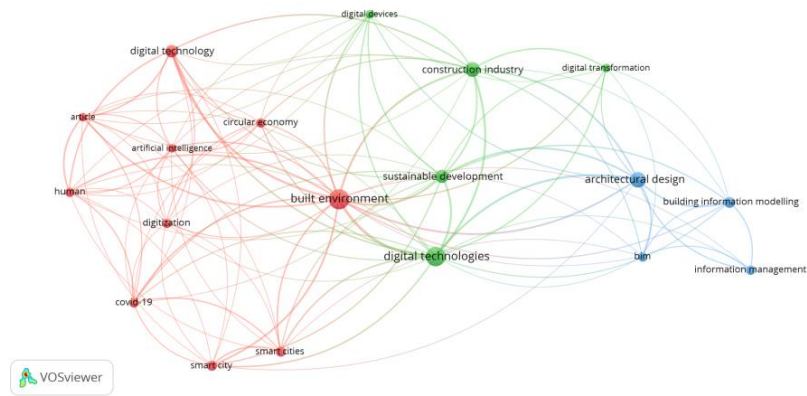 digital devices
digital technology
construction industry
digital transformation
article
circular economy
artificial intelligence
sustainable development
architectural design
human
built environment
building information modelling
digitization
digital technologies
bim
information management
covid-19
smart cities
smart city
VOSviewer